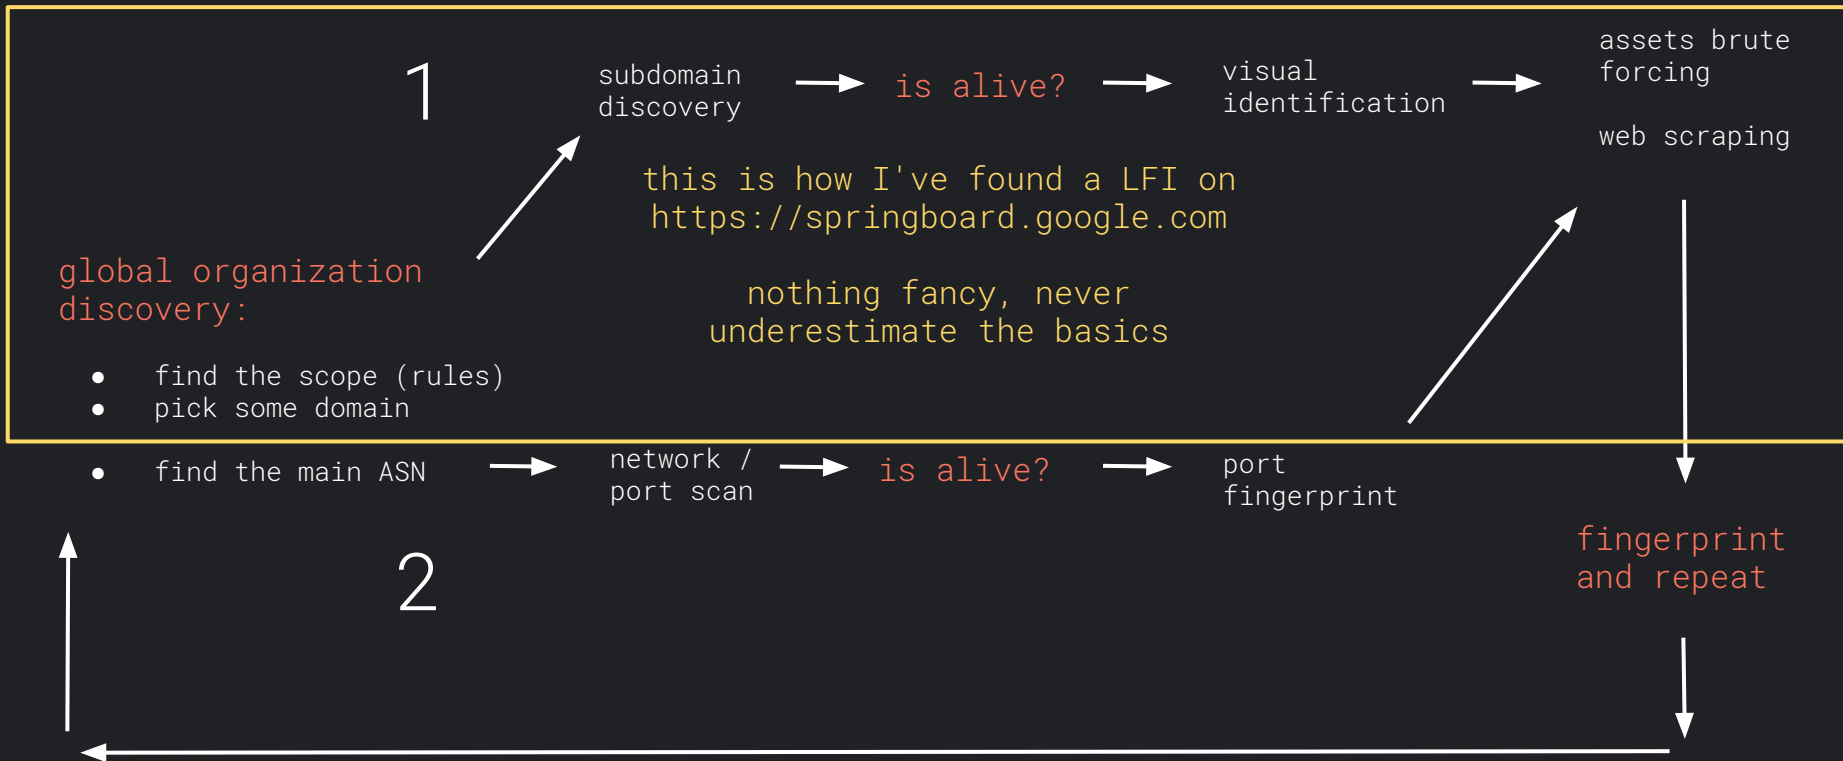 1
subdomain
discovery
is alive?
visual
identification
assets brute
forcing
web scraping
this is how I've found a LFI on
https://springboard.google.com
nothing fancy, never
underestimate the basics
global organization
discovery:
● find the scope (rules)
● pick some domain
● find the main ASN
network /
port scan
is alive?
port
fingerprint
2
fingerprint
and repeat